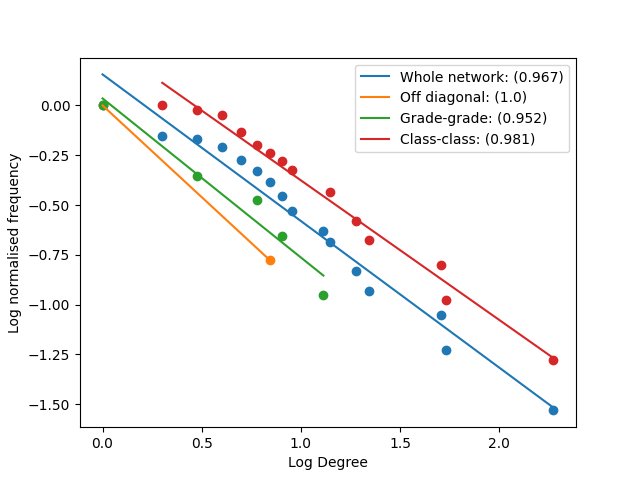 Whole network: (0.967)
Off diagonal: (1.0)
Grade-grade: (0.952)
Class-class: (0.981)
Log normalised frequency
0.00
−0.25
−0.50
−0.75
−1.00
−1.25
−1.50
0.0 0.5 1.0 1.5 2.0
Log Degree